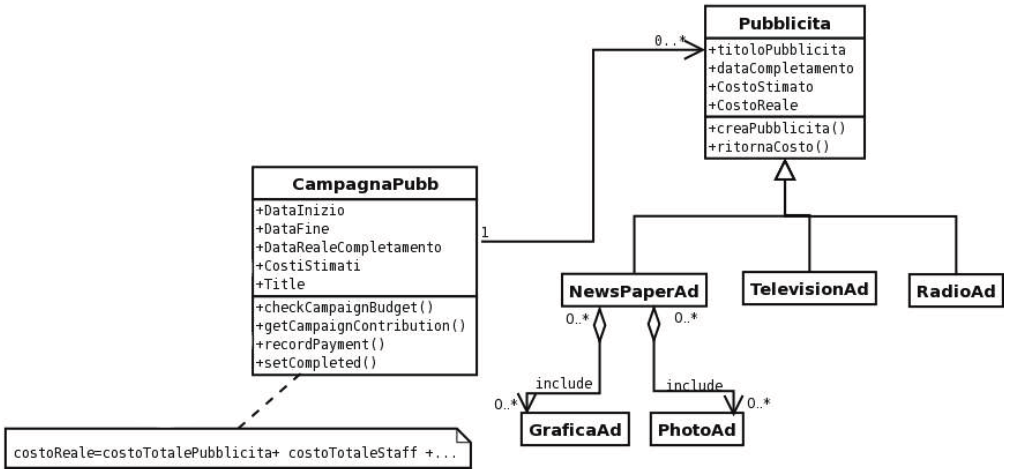 Pubblicita
+titoloPubblicita
+dataCompletamento
+CostoStimato
+CostoReale
+creaPubblicita()
+ritornaCosto()
0..*
1
CampagnaPubb
+DataInizio
+DataFine
+DataRealeCompletamento
+CostiStimati
+Title
+checkCampaignBudget()
+getCampaignContribution()
+recordPayment()
+setCompleted()
NewsPaperAd
TelevisionAd
RadioAd
0..*
0..*
include
include
0..*
0..*
GraficaAd
PhotoAd
costoReale=costoTotalePubblicita+ costoTotaleStaff +...